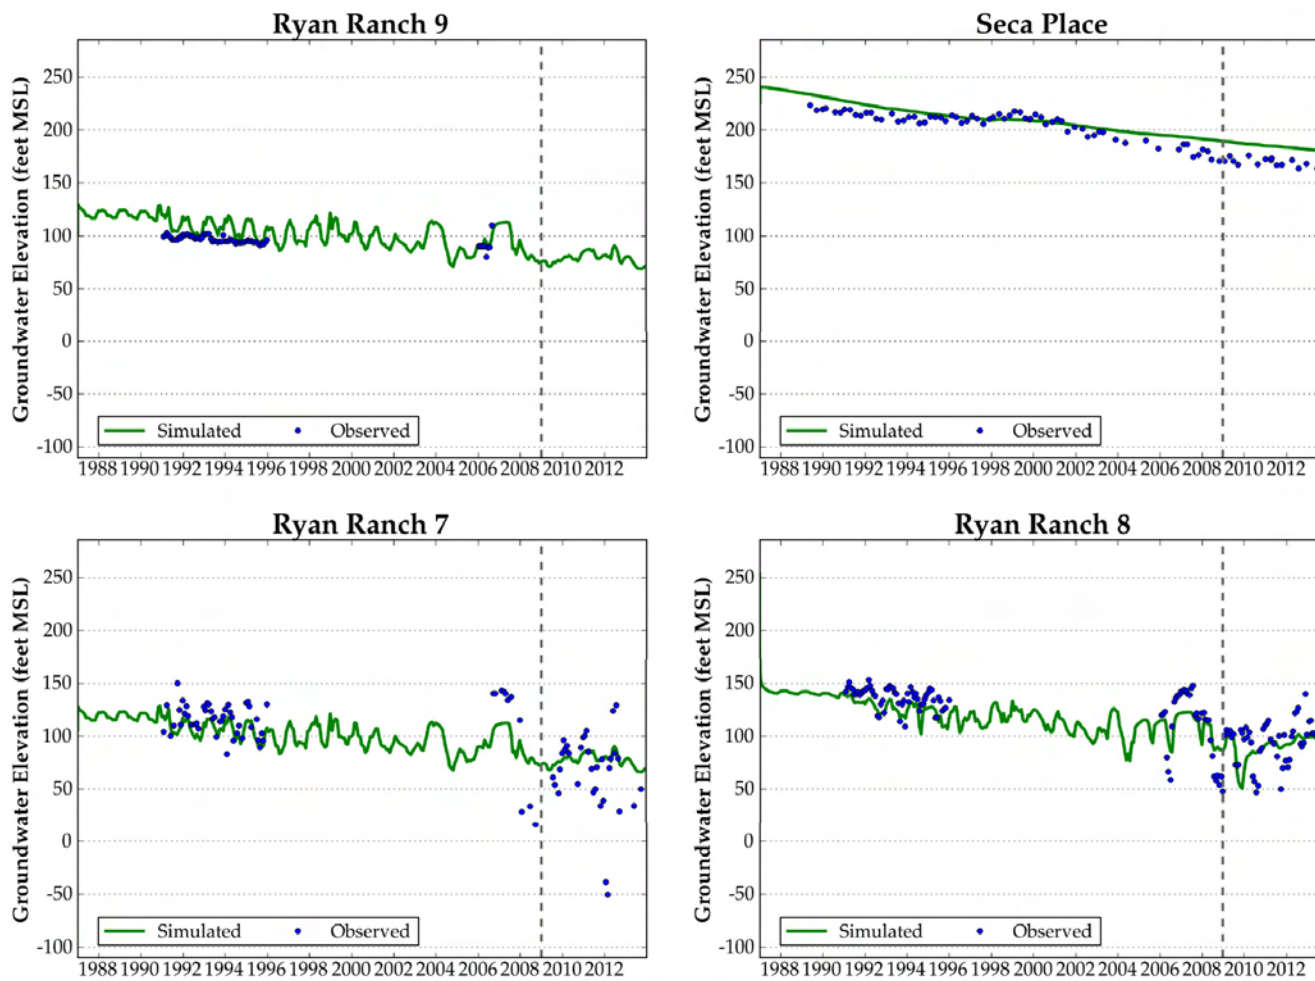 Ryan Ranch 9
Groundwater Elevation (feet MSL)
250
200
150
100
50
0
-50
-100
Simulated Observed
1988 1990 1992 1994 1996 1998 2000 2002 2004 2006 2008 2010 2012
Seca Place
Groundwater Elevation (feet MSL)
250
200
150
100
50
0
-50
-100
Simulated Observed
1988 1990 1992 1994 1996 1998 2000 2002 2004 2006 2008 2010 2012
Ryan Ranch 7
Groundwater Elevation (feet MSL)
250
200
150
100
50
0
-50
-100
Simulated Observed
1988 1990 1992 1994 1996 1998 2000 2002 2004 2006 2008 2010 2012
Ryan Ranch 8
Groundwater Elevation (feet MSL)
250
200
150
100
50
0
-50
-100
Simulated Observed
1988 1990 1992 1994 1996 1998 2000 2002 2004 2006 2008 2010 2012